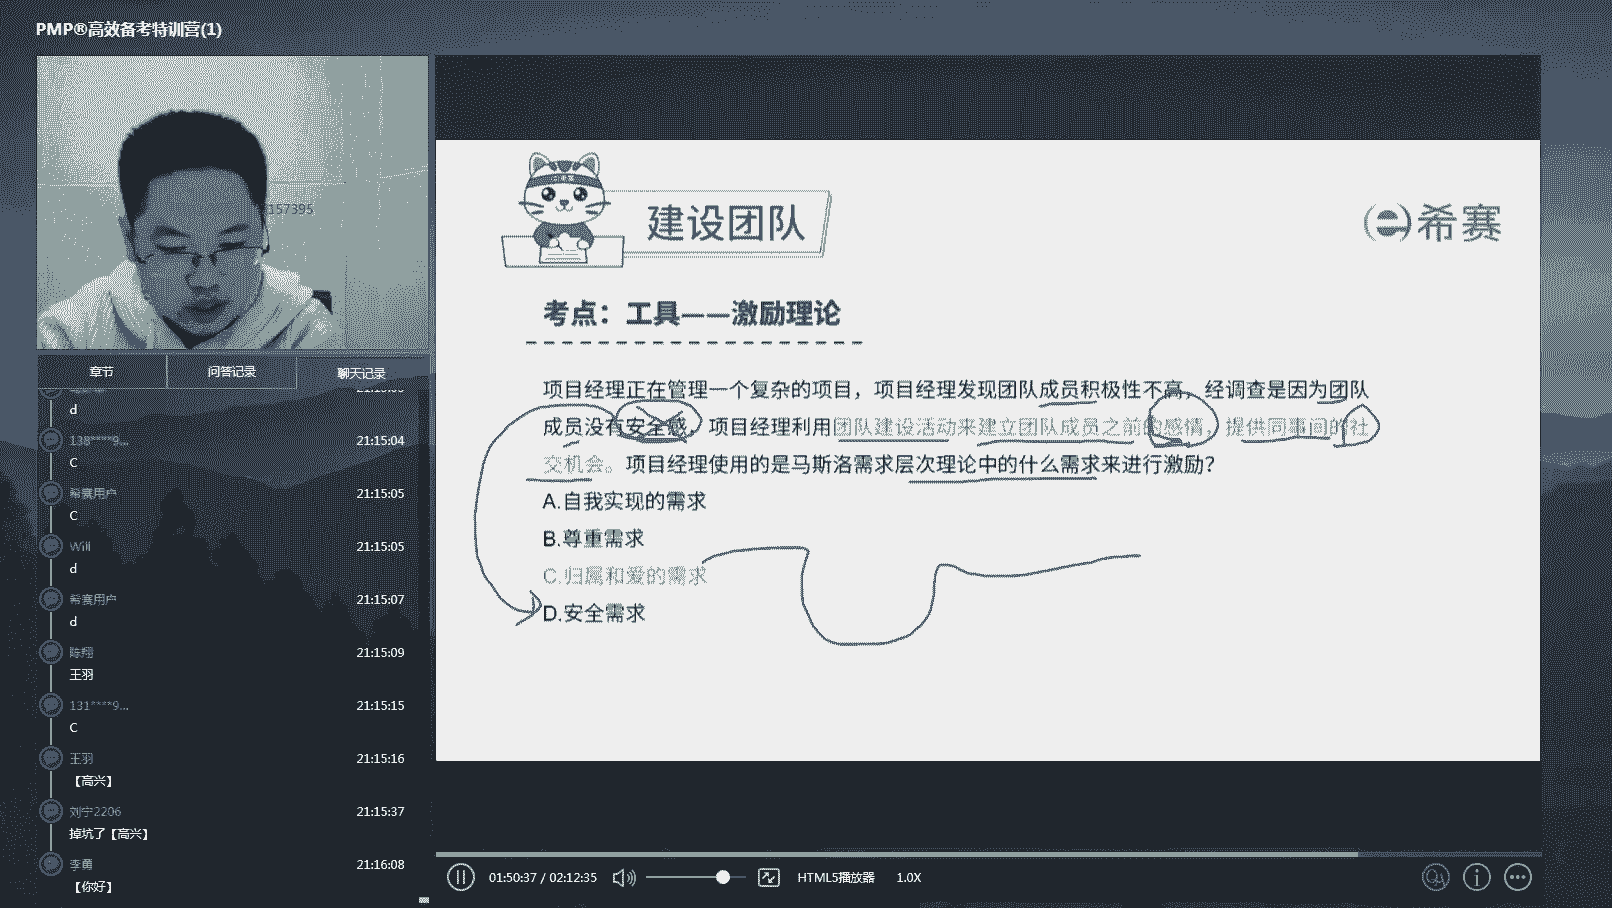 PMP®高效备考特训营(1)
157395
章节
问答记录
聊天记录
d
138****9...
21:15:04
C
希赛用户
21:15:05
C
Will
21:15:05
d
希赛用户
21:15:07
d
陈翔
21:15:09
王羽
131****9...
21:15:15
C
王羽
21:15:16
【高兴】
刘宇2206
21:15:37
掉坑了【高兴】
李勇
21:16:08
【你好】
建设团队
希赛
考点：工具——激励理论
项目经理正在管理一个复杂的项目，项目经理发现团队成员积极性不高，经调查是因为团队
成员没有安全感，项目经理利用团队建设活动来建立团队成员之前的感情，提供同事间的社
交机会。项目经理使用的是马斯洛需求层次理论中的什么需求来进行激励？
A.自我实现的需求
B.尊重需求
C.归属和爱的需求
D.安全需求
01:50:37 / 02:12:35
HTML5播放器
1.0X